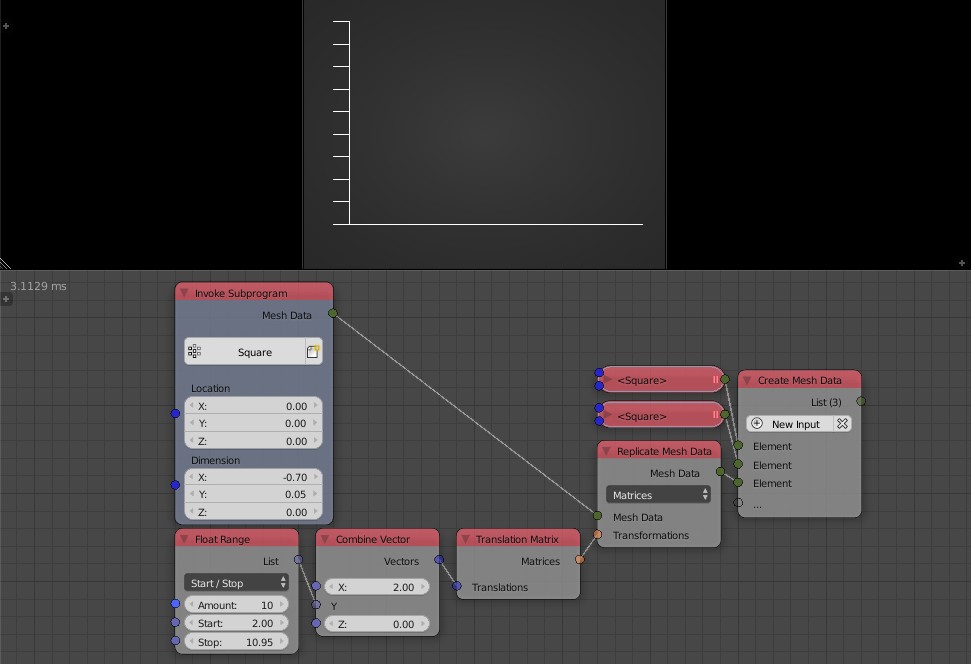 3.1129 ms
Invoke Subprogram
Mesh Data
Square
Location
X: 0.00
Y: 0.00
Z: 0.00
Dimension
X: -0.70
Y: 0.05
Z: 0.00
<Square>
<Square>
Create Mesh Data
List (3)
New Input
Element
Element
Element
...
Replicate Mesh Data
Mesh Data
Matrices
Mesh Data
Transformations
Float Range
List
Start / Stop
Amount: 10
Start: 2.00
Stop: 10.95
Combine Vector
Vectors
X: 2.00
Y
Z: 0.00
Translation Matrix
Matrices
Translations